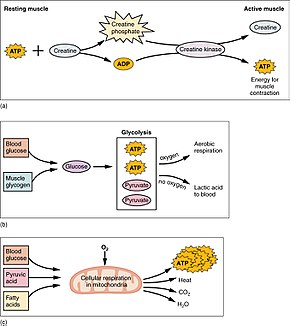 Resting muscle
Active muscle
ATP
Creatine
Creatine
phosphate
ADP
Creatine kinase
Creatine
ATP
Energy for
muscle
contraction
(a)
Glycolysis
Blood
glucose
Muscle
glycogen
Glucose
ATP
ATP
Pyruvate
Pyruvate
oxygen
no oxygen
Aerobic
respiration
Lactic acid
to blood
(b)
Blood
glucose
Pyruvic
acid
Fatty
acids
O₂
Cellular respiration
in mitochondria
ATP
Heat
CO₂
H₂O
(c)